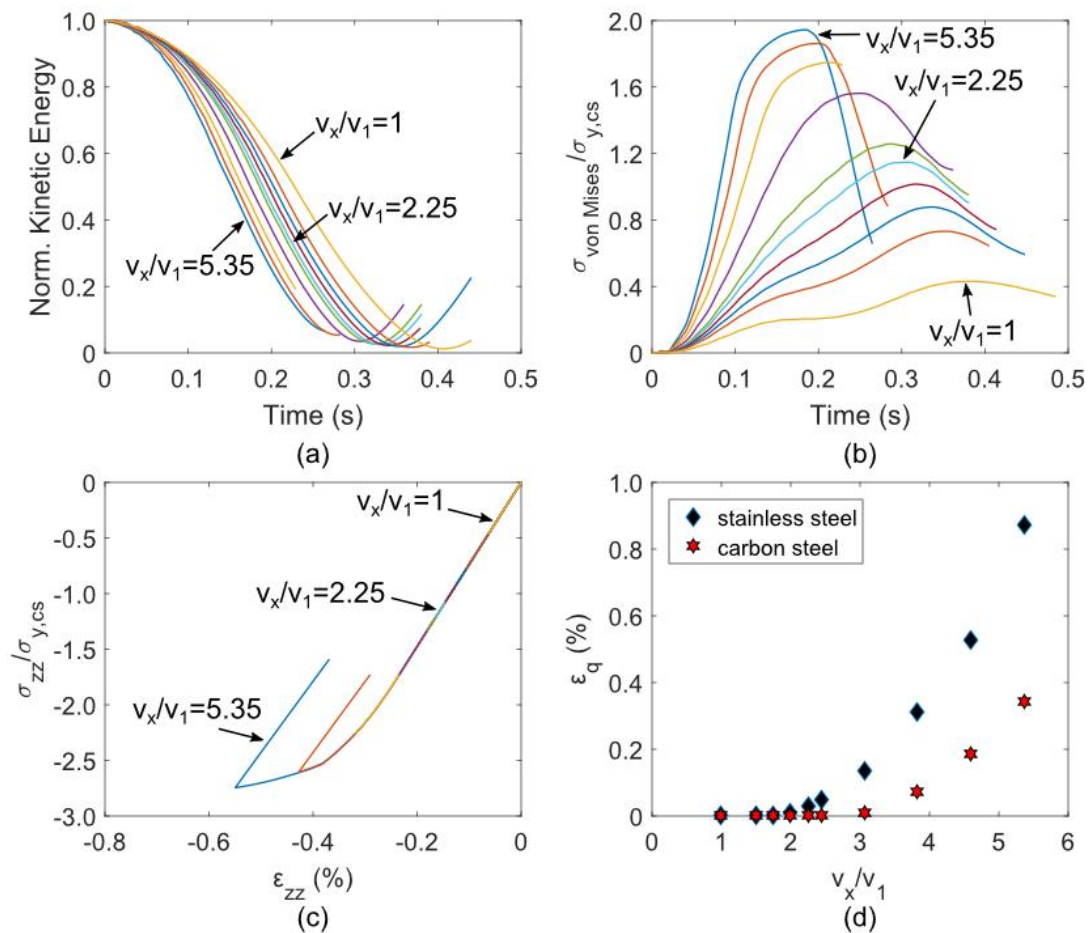 1.0
0.8
0.6
0.4
0.2
0
Norm. Kinetic Energy
v_x/v_1=1
v_x/v_1=2.25
v_x/v_1=5.35
0 0.1 0.2 0.3 0.4 0.5
Time (s)
(a)
2.0
1.6
1.2
0.8
0.4
0
σ_von Mises/σ_y,cs
v_x/v_1=5.35
v_x/v_1=2.25
v_x/v_1=1
0 0.1 0.2 0.3 0.4 0.5
Time (s)
(b)
0
-0.5
-1.0
-1.5
-2.0
-2.5
-3.0
σ_zz/σ_y,cs
v_x/v_1=1
v_x/v_1=2.25
v_x/v_1=5.35
-0.8 -0.6 -0.4 -0.2 0
ε_zz (%)
(c)
1.0
0.8
0.6
0.4
0.2
0
ε_q (%)
stainless steel
carbon steel
0 1 2 3 4 5 6
v_x/v_1
(d)